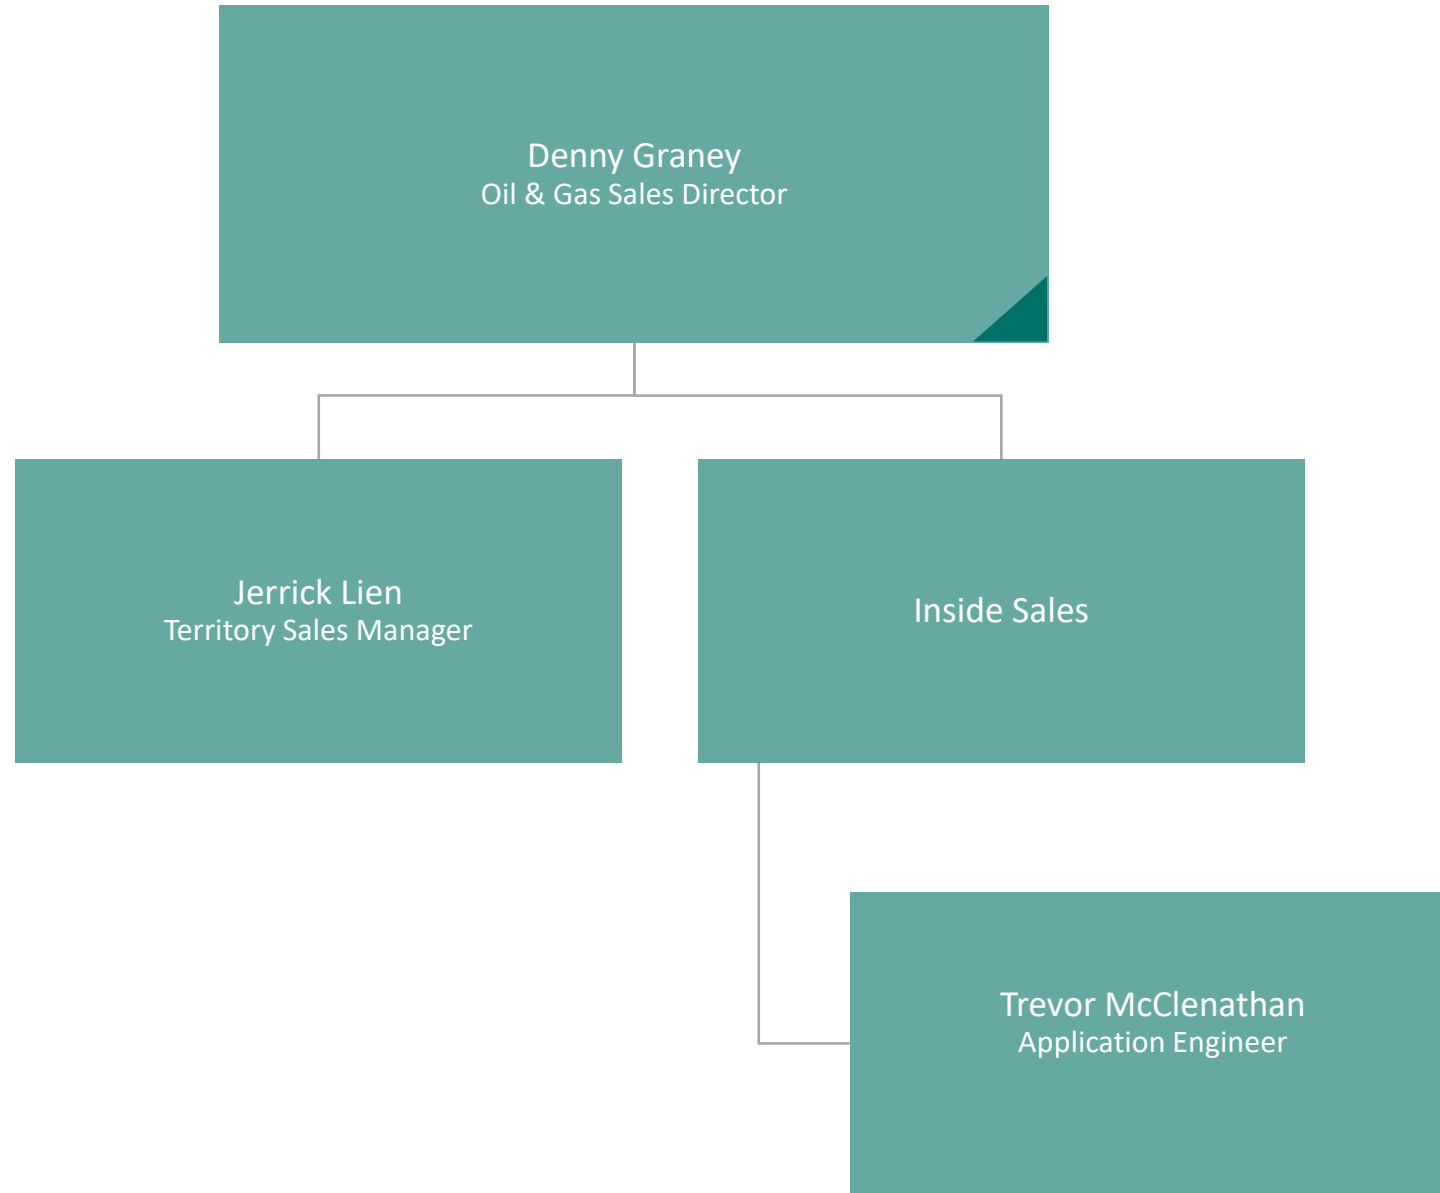 Denny Graney
Oil & Gas Sales Director
Jerrick Lien
Territory Sales Manager
Inside Sales
Trevor McClenathan
Application Engineer